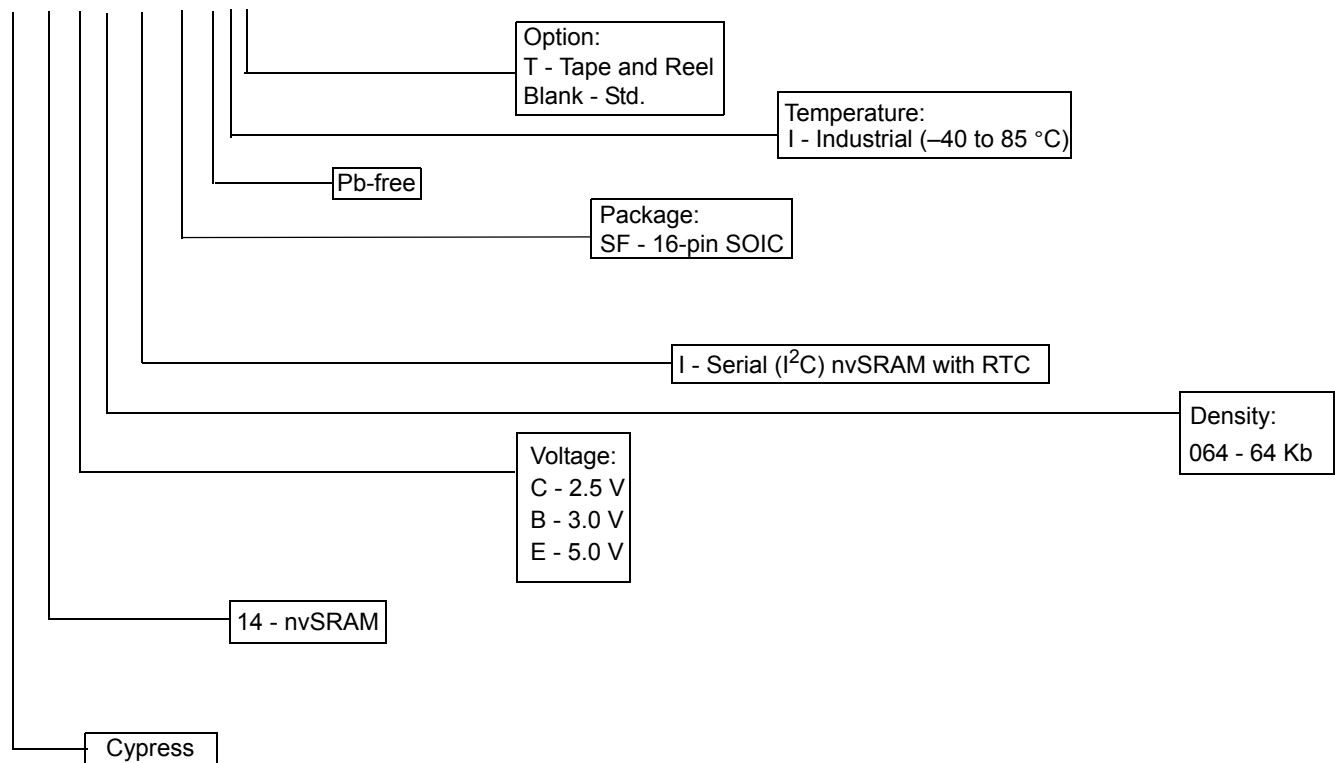 Option:
T - Tape and Reel
Blank - Std.
Temperature:
I - Industrial (–40 to 85 °C)
Pb-free
Package:
SF - 16-pin SOIC
I - Serial (I²C) nvSRAM with RTC
Density:
064 - 64 Kb
Voltage:
C - 2.5 V
B - 3.0 V
E - 5.0 V
14 - nvSRAM
Cypress